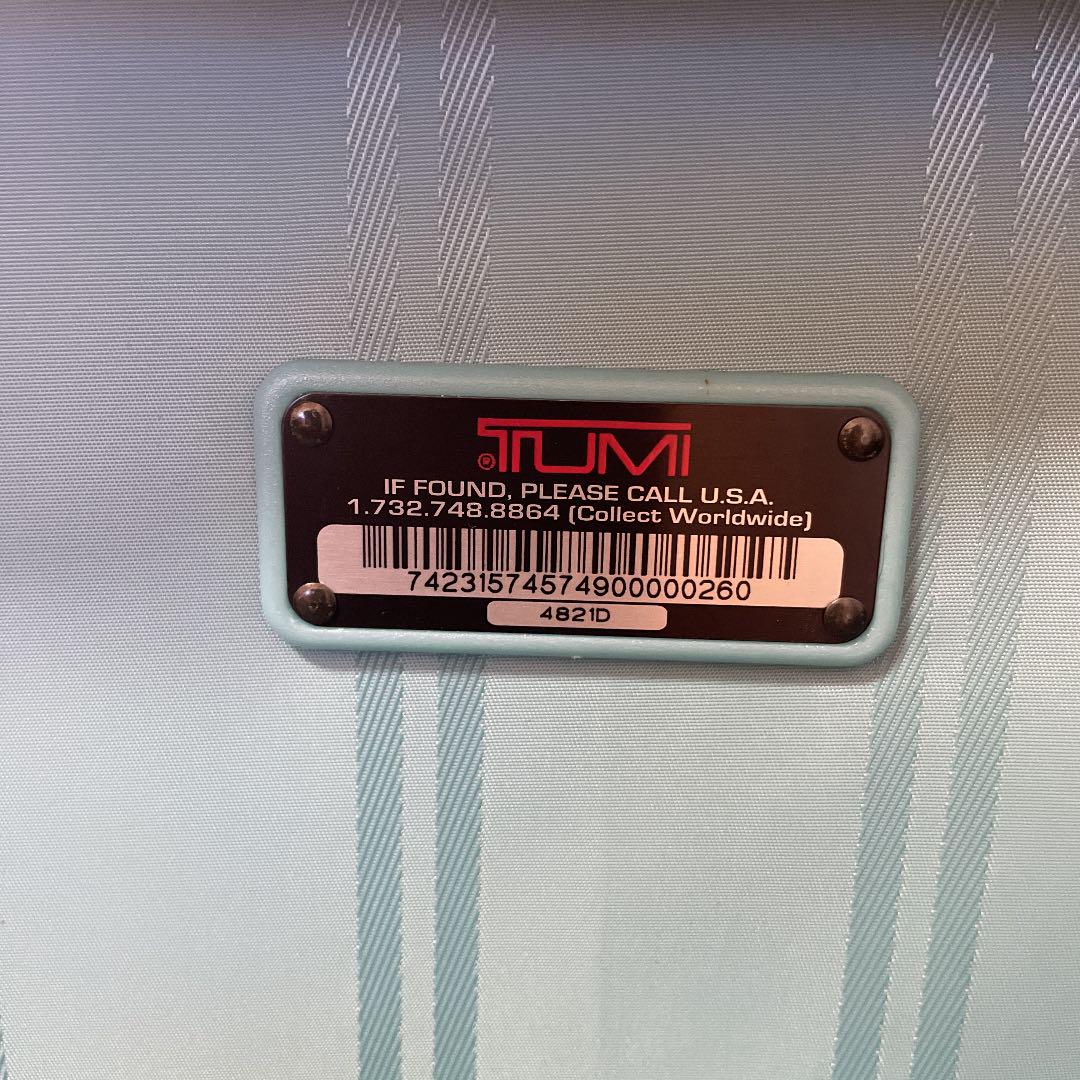 ®TUMI
IF FOUND, PLEASE CALL U.S.A.
1.732.748.8864 (Collect Worldwide)
74231574574900000260
4821D